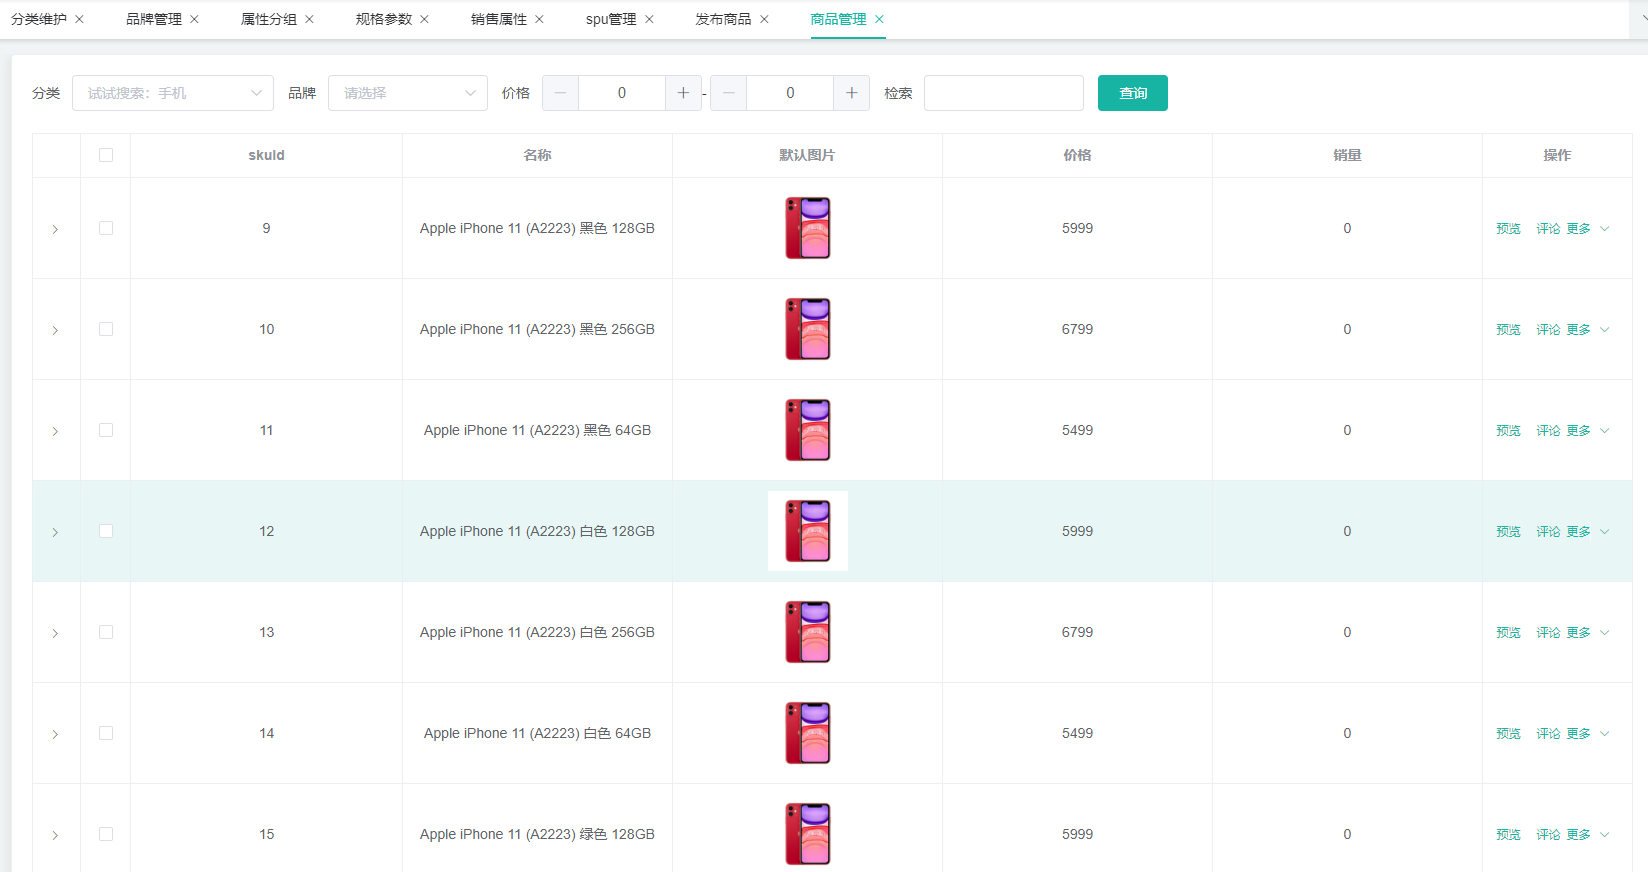 分类维护 × 品牌管理 × 属性分组 × 规格参数 × 销售属性 × spu管理 × 发布商品 × 商品管理 ×
分类 试试搜索：手机 品牌 请选择 价格 — 0 + - — 0 + 检索 查询
skuId 名称 默认图片 价格 销量 操作
9 Apple iPhone 11 (A2223) 黑色 128GB 5999 0 预览 评论 更多
10 Apple iPhone 11 (A2223) 黑色 256GB 6799 0 预览 评论 更多
11 Apple iPhone 11 (A2223) 黑色 64GB 5499 0 预览 评论 更多
12 Apple iPhone 11 (A2223) 白色 128GB 5999 0 预览 评论 更多
13 Apple iPhone 11 (A2223) 白色 256GB 6799 0 预览 评论 更多
14 Apple iPhone 11 (A2223) 白色 64GB 5499 0 预览 评论 更多
15 Apple iPhone 11 (A2223) 绿色 128GB 5999 0 预览 评论 更多